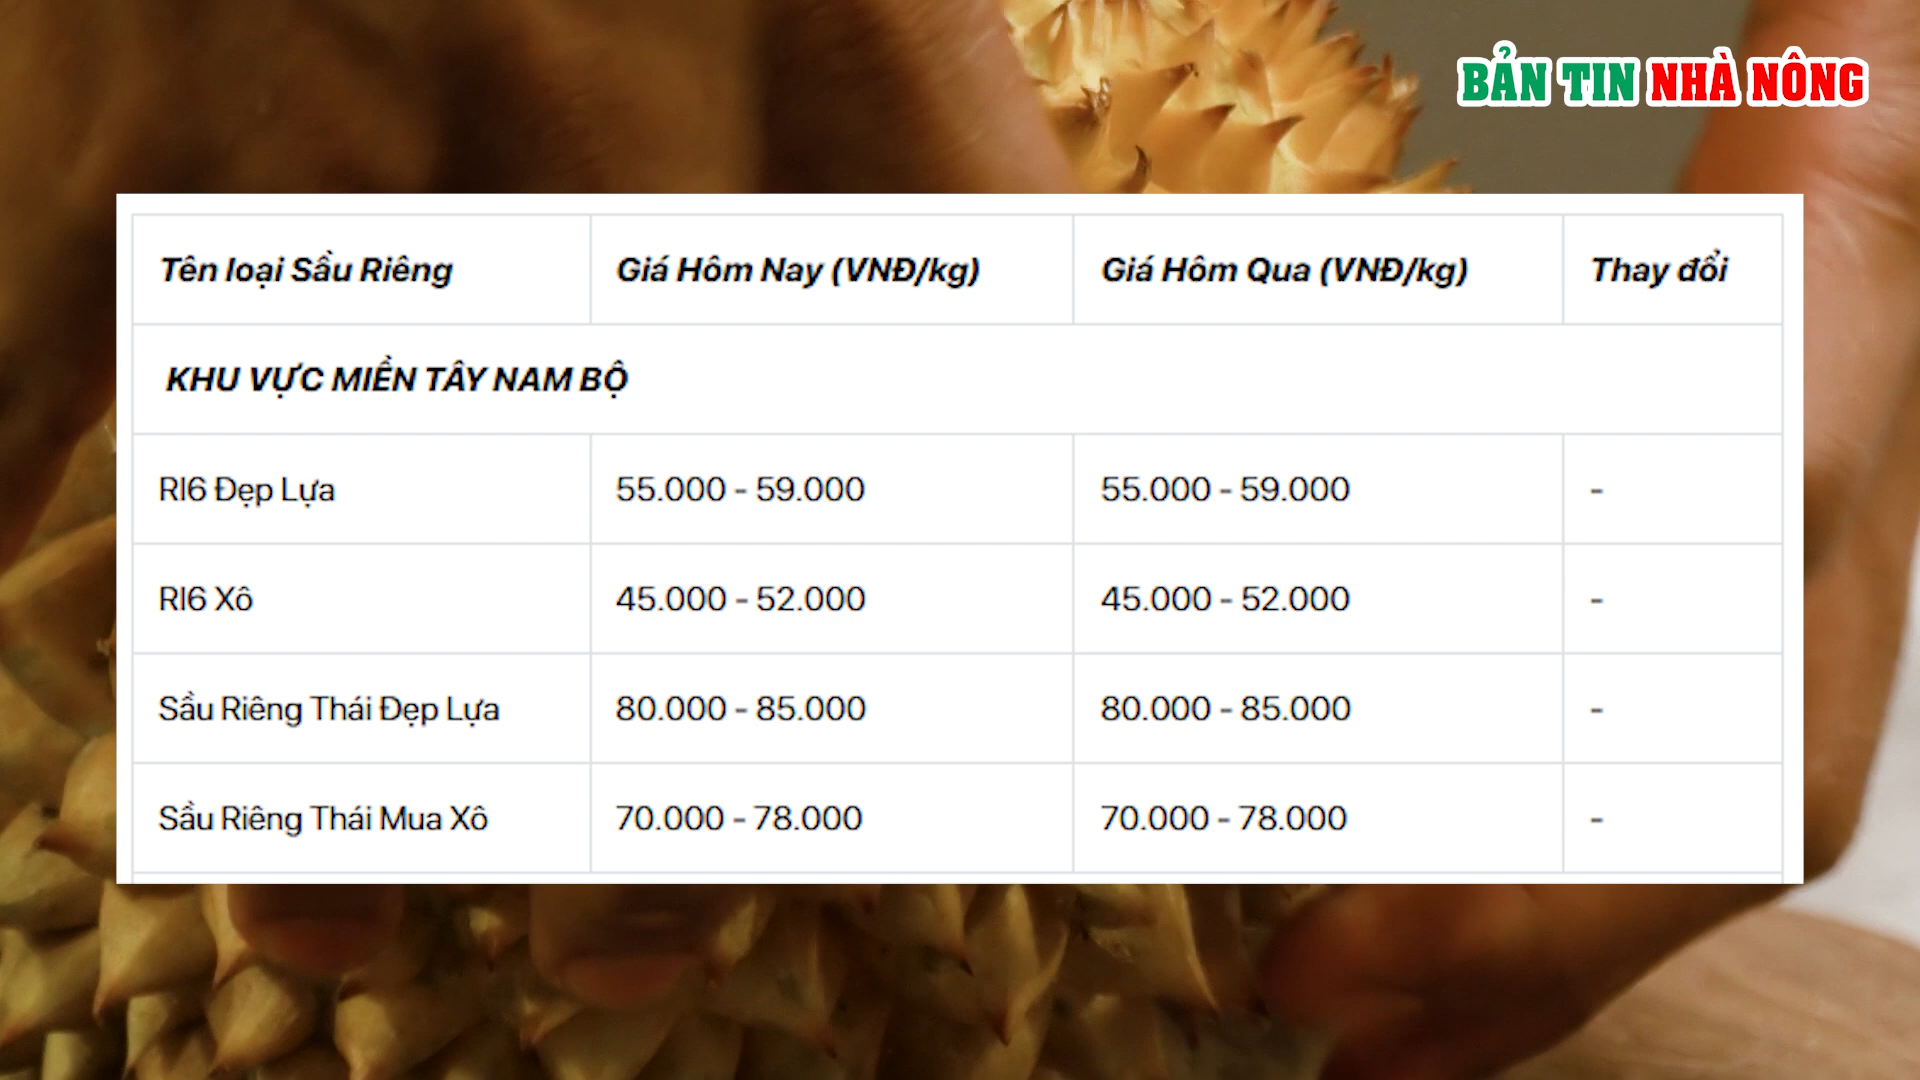 BẢN TIN NHÀ NÔNG
Tên loại Sầu Riêng Giá Hôm Nay (VNĐ/kg) Giá Hôm Qua (VNĐ/kg) Thay đổi
KHU VỰC MIỀN TÂY NAM BỘ
RI6 Đẹp Lựa 55.000 - 59.000 55.000 - 59.000 -
RI6 Xô 45.000 - 52.000 45.000 - 52.000 -
Sầu Riêng Thái Đẹp Lựa 80.000 - 85.000 80.000 - 85.000 -
Sầu Riêng Thái Mua Xô 70.000 - 78.000 70.000 - 78.000 -